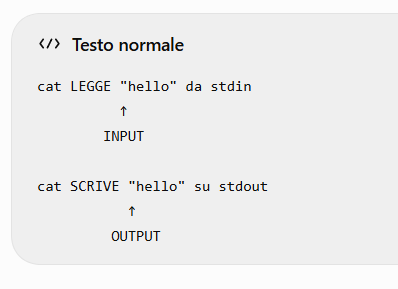 </> Testo normale
cat LEGGE "hello" da stdin
↑
INPUT
cat SCRIVE "hello" su stdout
↑
OUTPUT